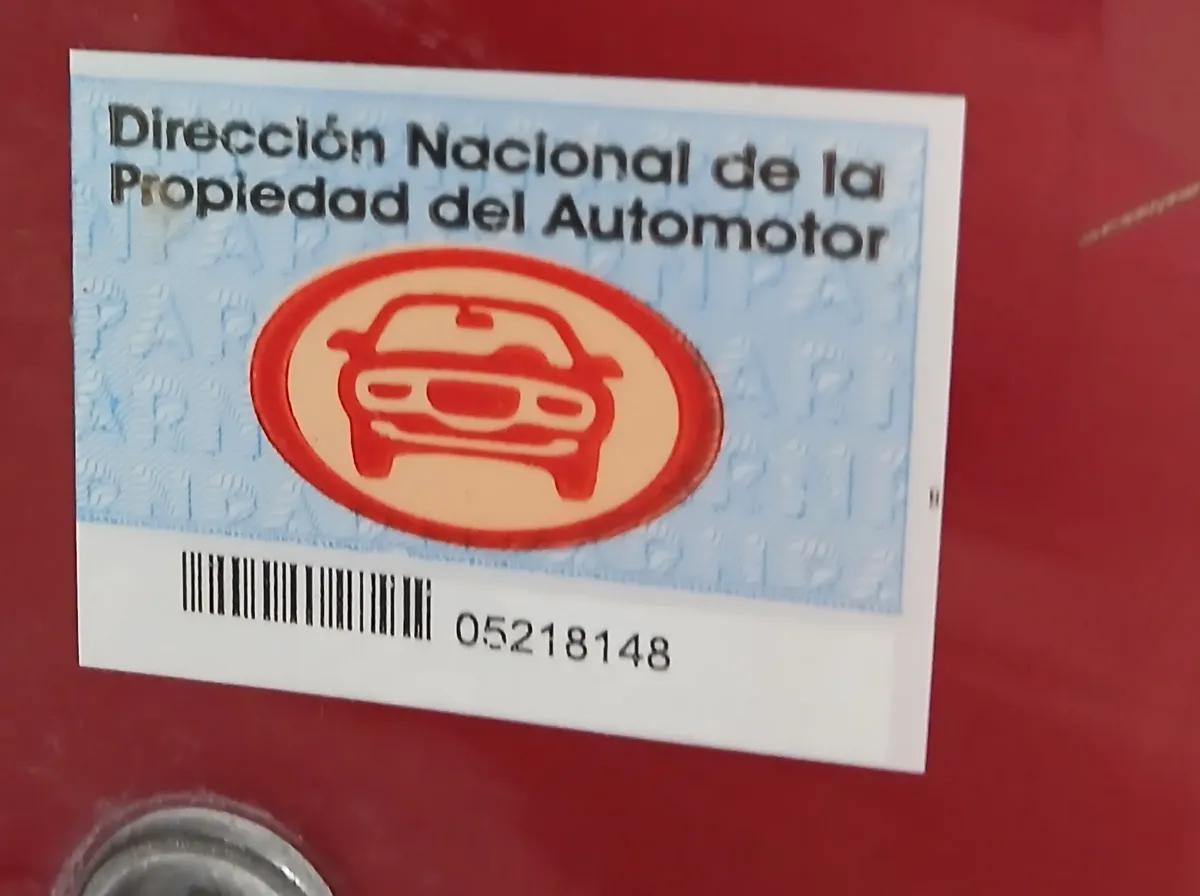 Dirección Nacional de la
Propiedad del Automotor
05218148